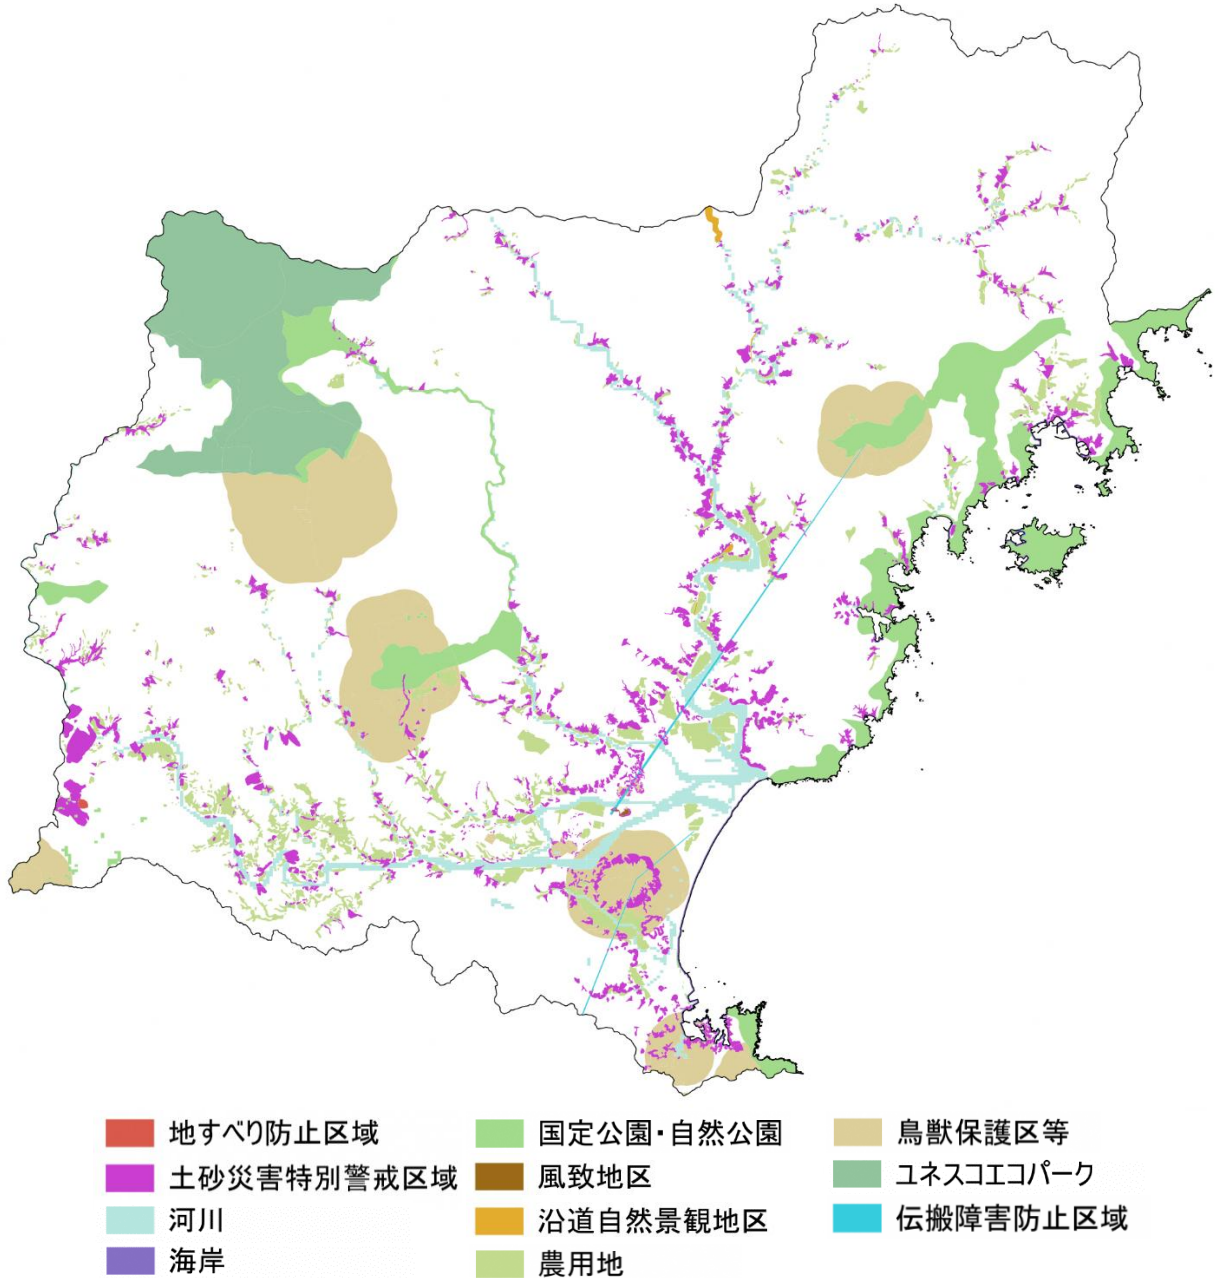 地すべり防止区域
土砂災害特別警戒区域
河川
海岸
国定公園・自然公園
風致地区
沿道自然景観地区
農用地
鳥獣保護区等
ユネスコエコパーク
伝搬障害防止区域